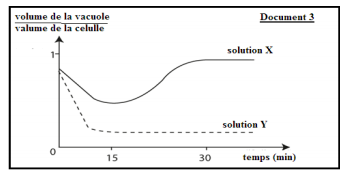 volume de la vacuole
valume de la celulle
Document 3
solution X
1
solution Y
0
15
30
temps (min)